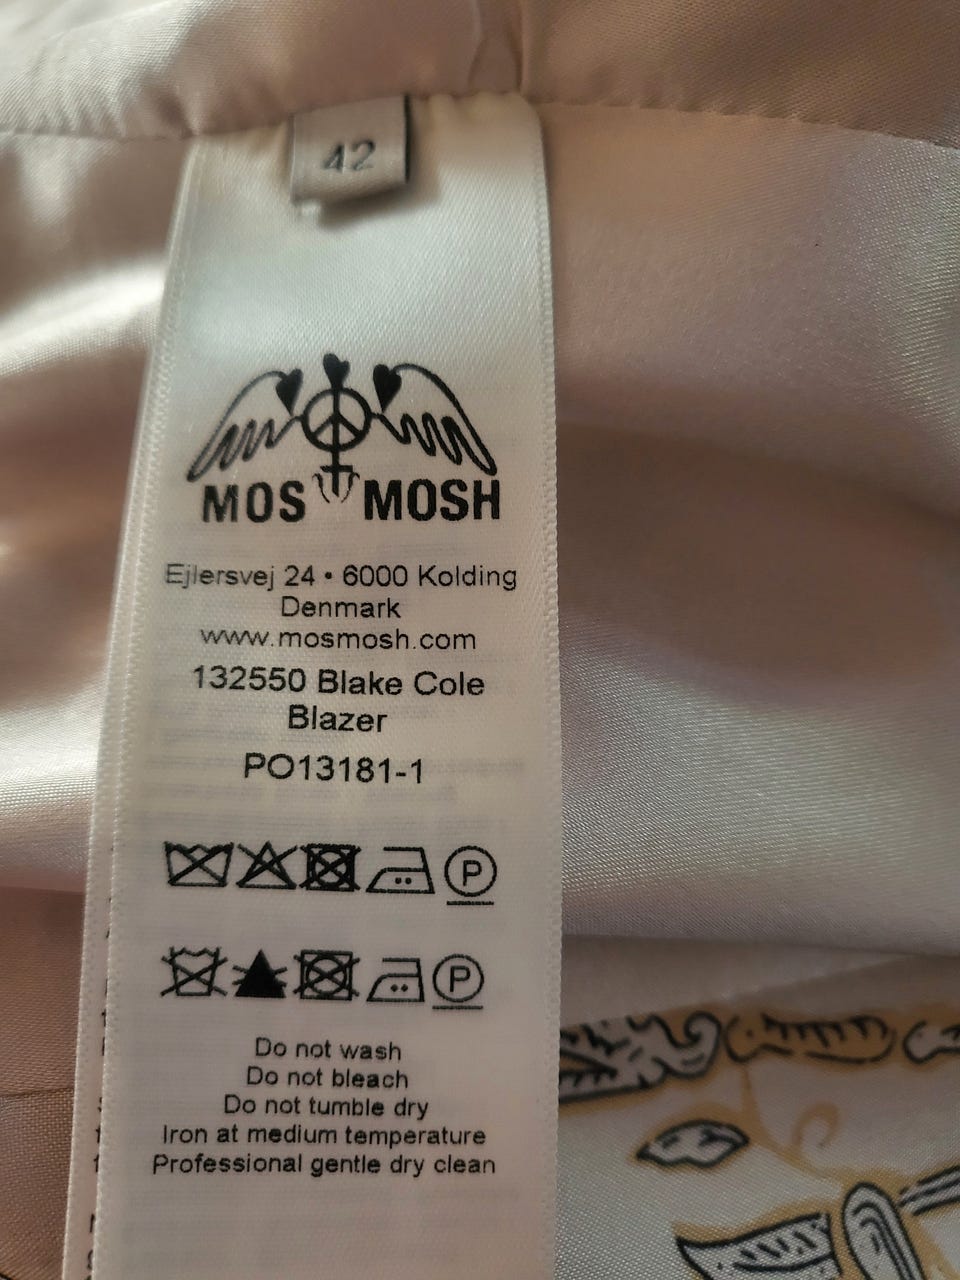 42
MOS MOSH
Ejlersvej 24 • 6000 Kolding
Denmark
www.mosmosh.com
132550 Blake Cole
Blazer
PO13181-1
P
P
Do not wash
Do not bleach
Do not tumble dry
Iron at medium temperature
Professional gentle dry clean